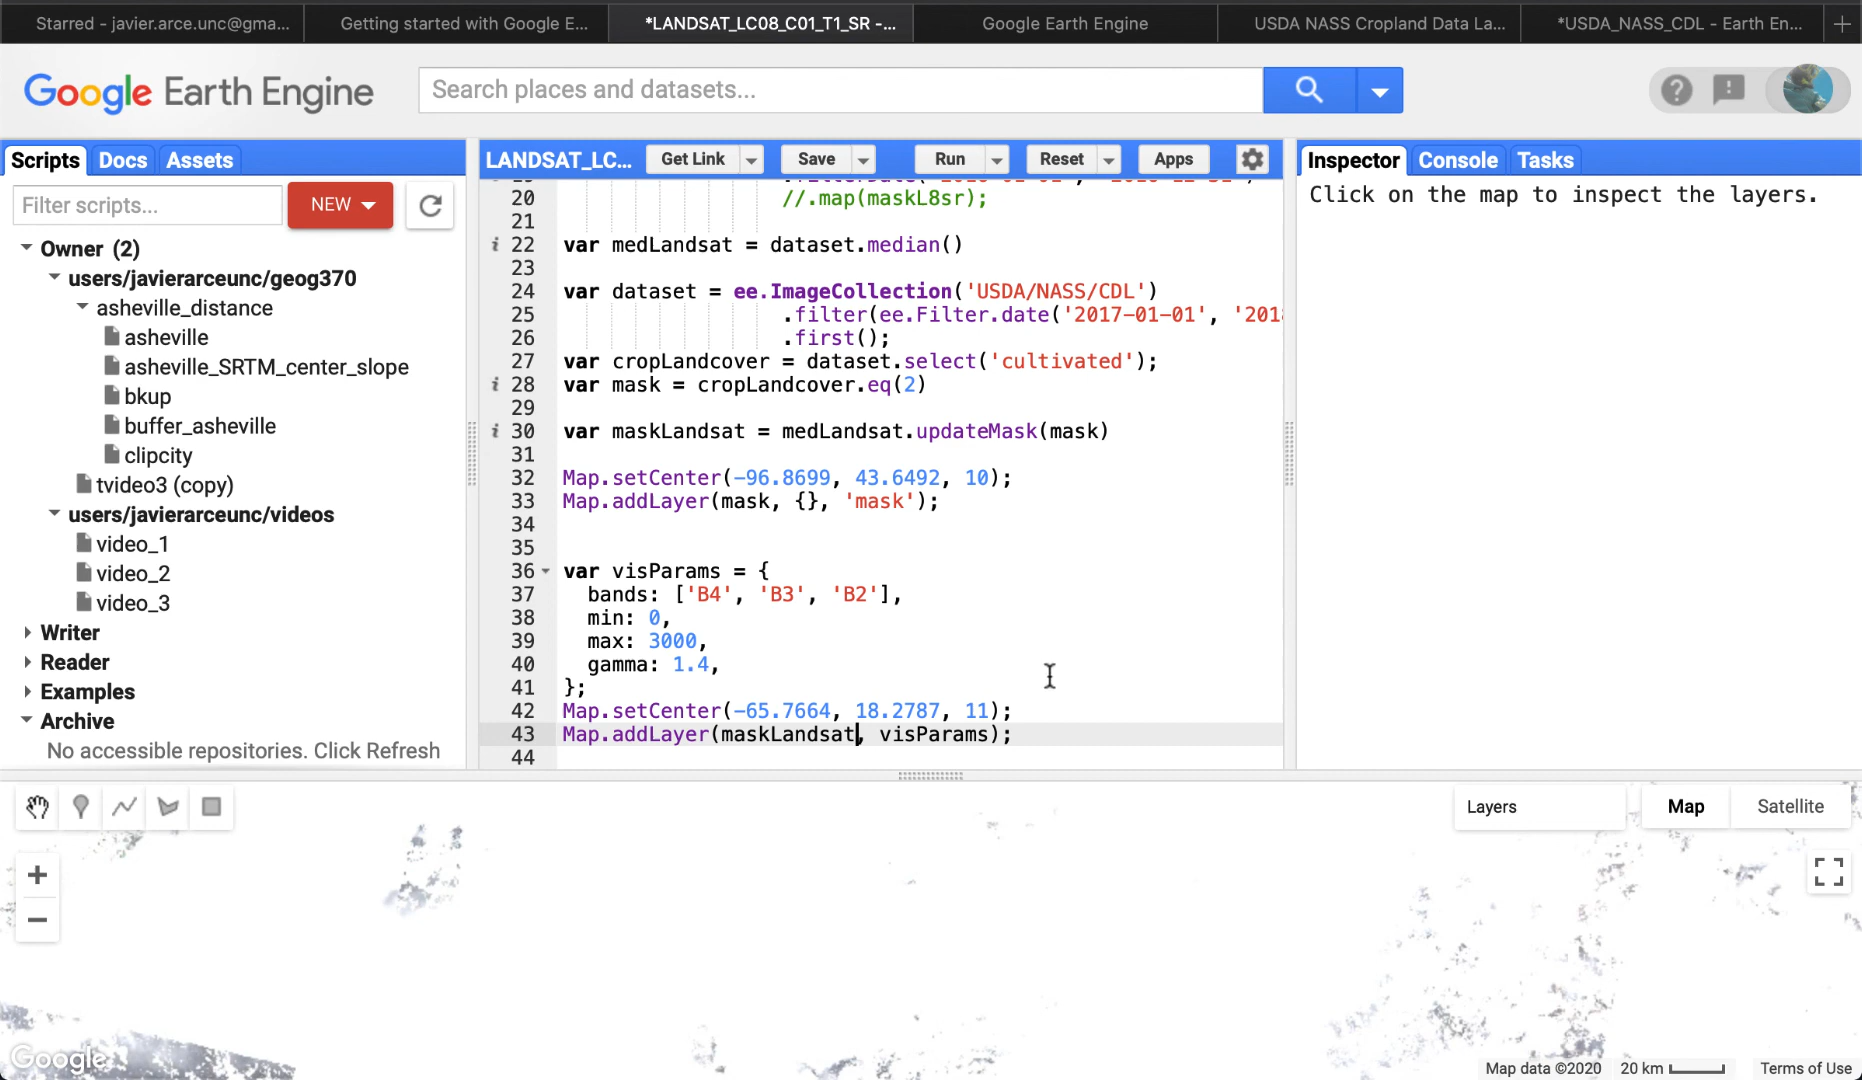 Starred - javier.arce.unc@gma...
Getting started with Google E...
*LANDSAT_LC08_C01_T1_SR -...
Google Earth Engine
USDA NASS Cropland Data La...
*USDA_NASS_CDL - Earth En...
Google Earth Engine
Search places and datasets...
Scripts Docs Assets
LANDSAT_LC... Get Link Save Run Reset Apps
Inspector Console Tasks
Filter scripts...
NEW
Click on the map to inspect the layers.
Owner (2)
users/javierarceunc/geog370
asheville_distance
asheville
asheville_SRTM_center_slope
bkup
buffer_asheville
clipcity
tvideo3 (copy)
users/javierarceunc/videos
video_1
video_2
video_3
Writer
Reader
Examples
Archive
No accessible repositories. Click Refresh
20 //.map(maskL8sr);
21
i 22 var medLandsat = dataset.median()
23
24 var dataset = ee.ImageCollection('USDA/NASS/CDL')
25 .filter(ee.Filter.date('2017-01-01', '201
26 .first();
27 var cropLandcover = dataset.select('cultivated');
i 28 var mask = cropLandcover.eq(2)
29
i 30 var maskLandsat = medLandsat.updateMask(mask)
31
32 Map.setCenter(-96.8699, 43.6492, 10);
33 Map.addLayer(mask, {}, 'mask');
34
35
36 var visParams = {
37 bands: ['B4', 'B3', 'B2'],
38 min: 0,
39 max: 3000,
40 gamma: 1.4,
41 };
42 Map.setCenter(-65.7664, 18.2787, 11);
43 Map.addLayer(maskLandsat, visParams);
44
Layers
Map
Satellite
Google
Map data ©2020
20 km
Terms of Use